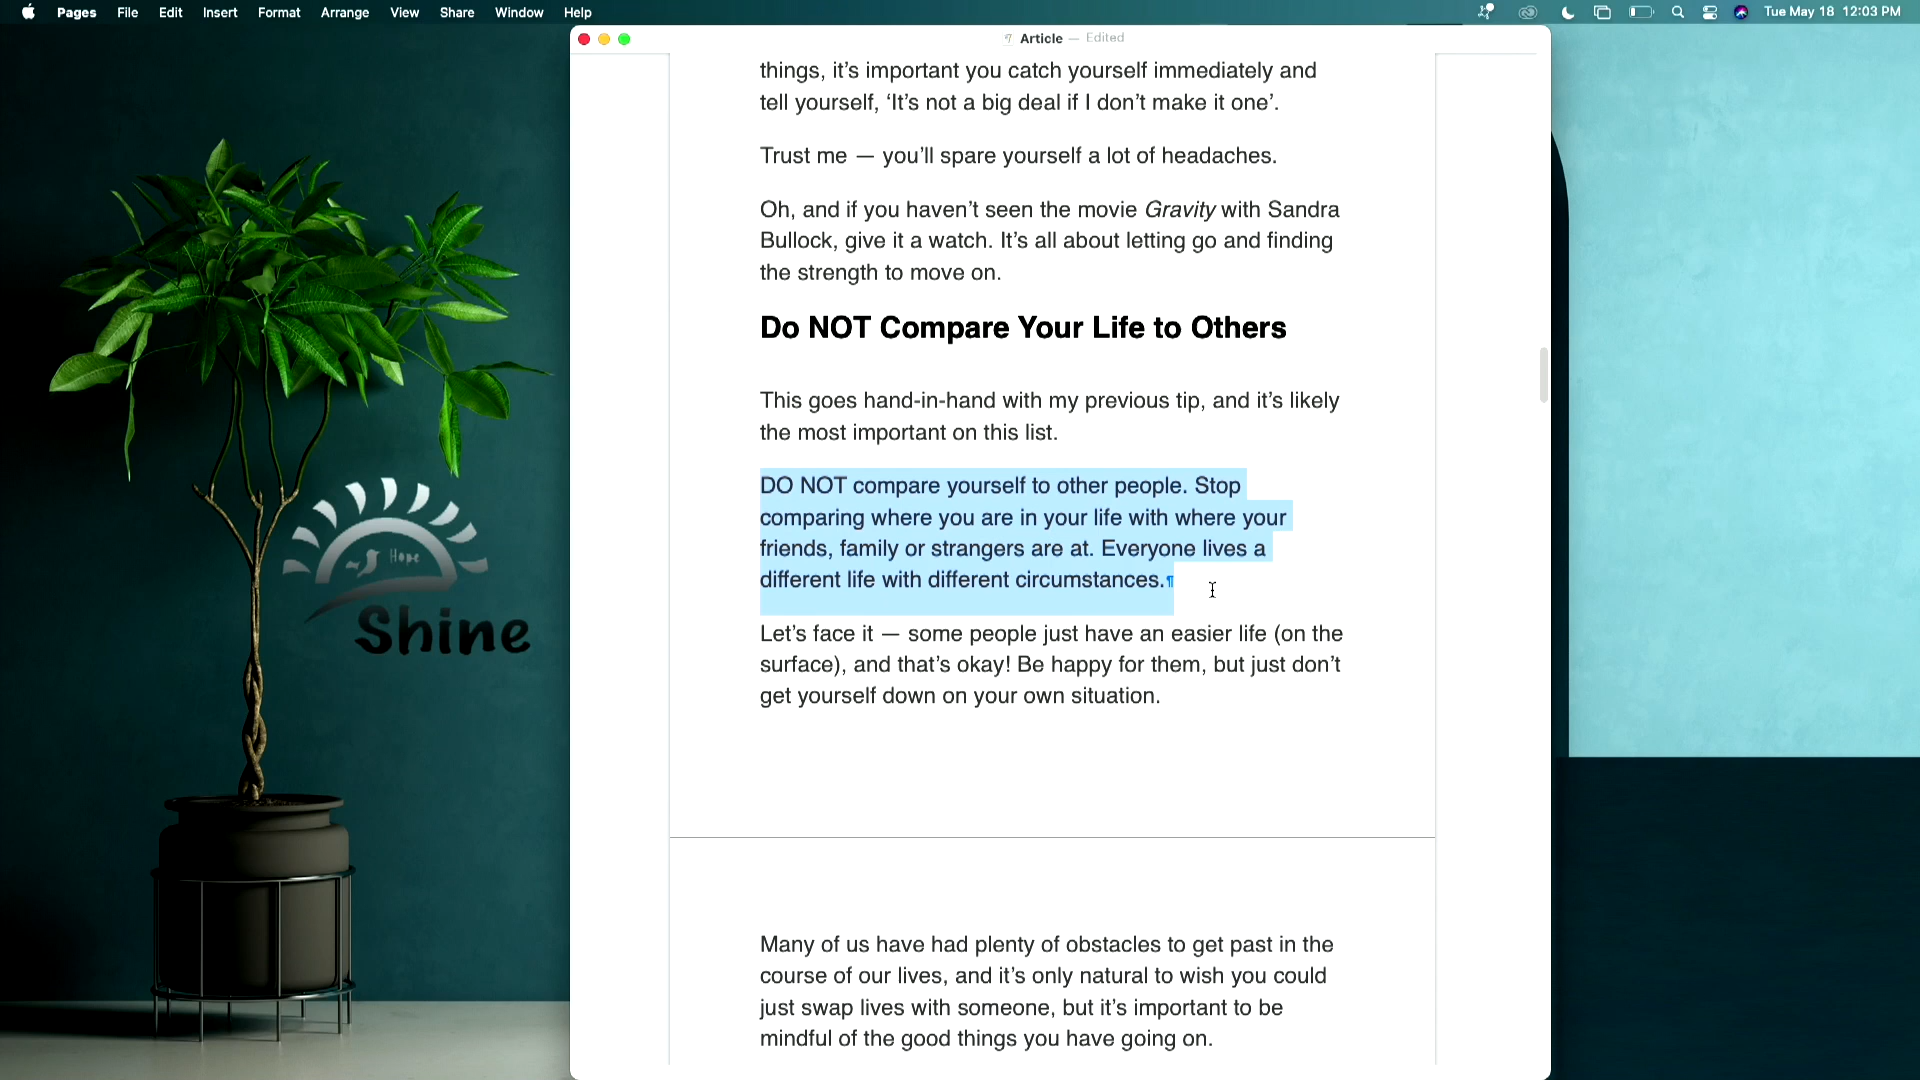 Pages File Edit Insert Format Arrange View Share Window Help
Tue May 18 12:03 PM
Article — Edited
things, it’s important you catch yourself immediately and
tell yourself, ‘It’s not a big deal if I don’t make it one’.
Trust me — you’ll spare yourself a lot of headaches.
Oh, and if you haven’t seen the movie Gravity with Sandra
Bullock, give it a watch. It’s all about letting go and finding
the strength to move on.
Do NOT Compare Your Life to Others
This goes hand-in-hand with my previous tip, and it’s likely
the most important on this list.
DO NOT compare yourself to other people. Stop
comparing where you are in your life with where your
friends, family or strangers are at. Everyone lives a
different life with different circumstances.¶
Let’s face it — some people just have an easier life (on the
surface), and that’s okay! Be happy for them, but just don’t
get yourself down on your own situation.
Many of us have had plenty of obstacles to get past in the
course of our lives, and it’s only natural to wish you could
just swap lives with someone, but it’s important to be
mindful of the good things you have going on.
Hope
Shine